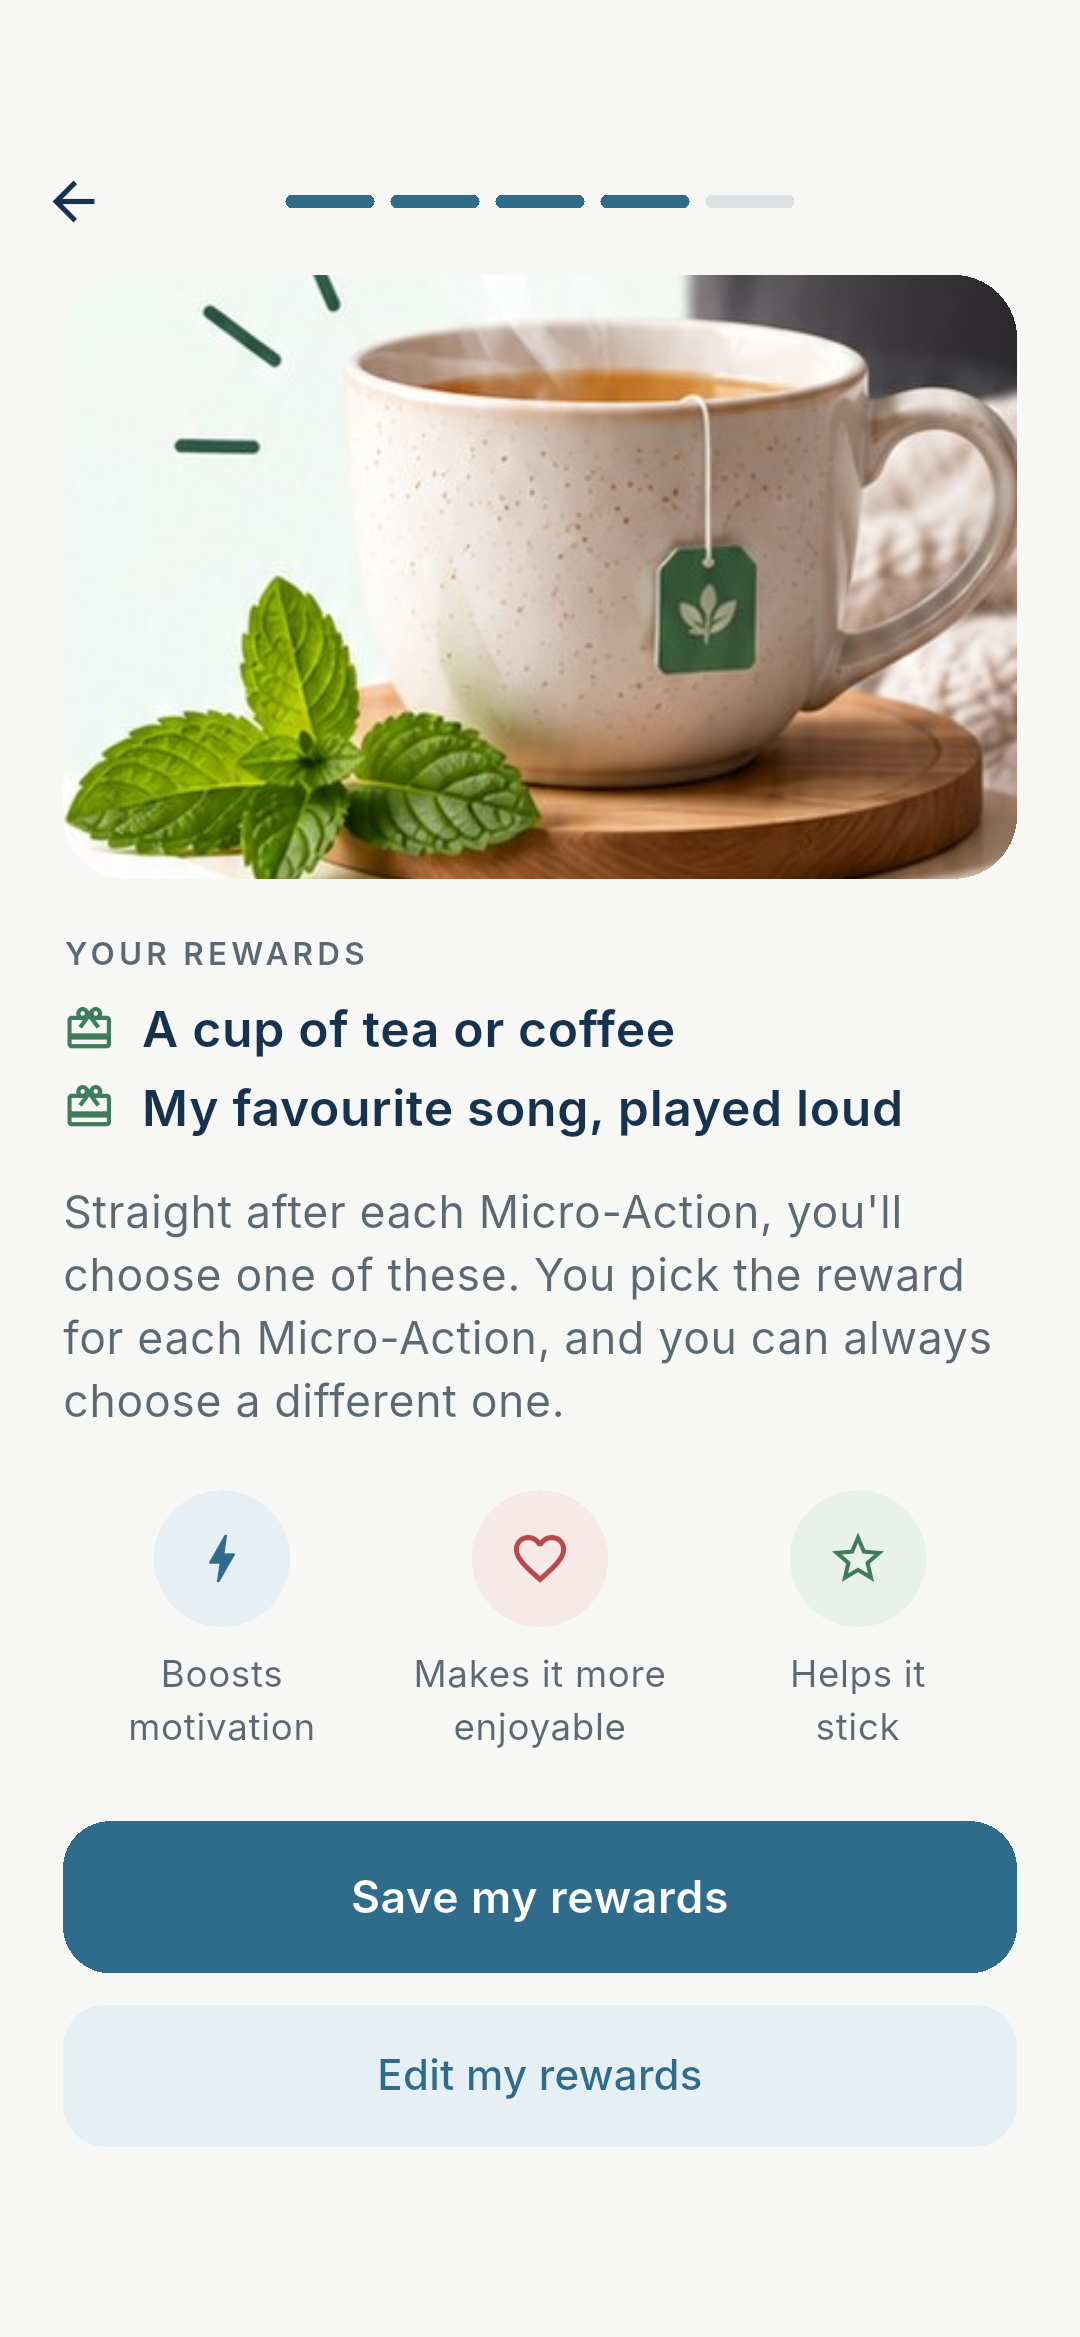 YOUR REWARDS
A cup of tea or coffee
My favourite song, played loud
Straight after each Micro-Action, you'll
choose one of these. You pick the reward
for each Micro-Action, and you can always
choose a different one.
Boosts
motivation
Makes it more
enjoyable
Helps it
stick
Save my rewards
Edit my rewards